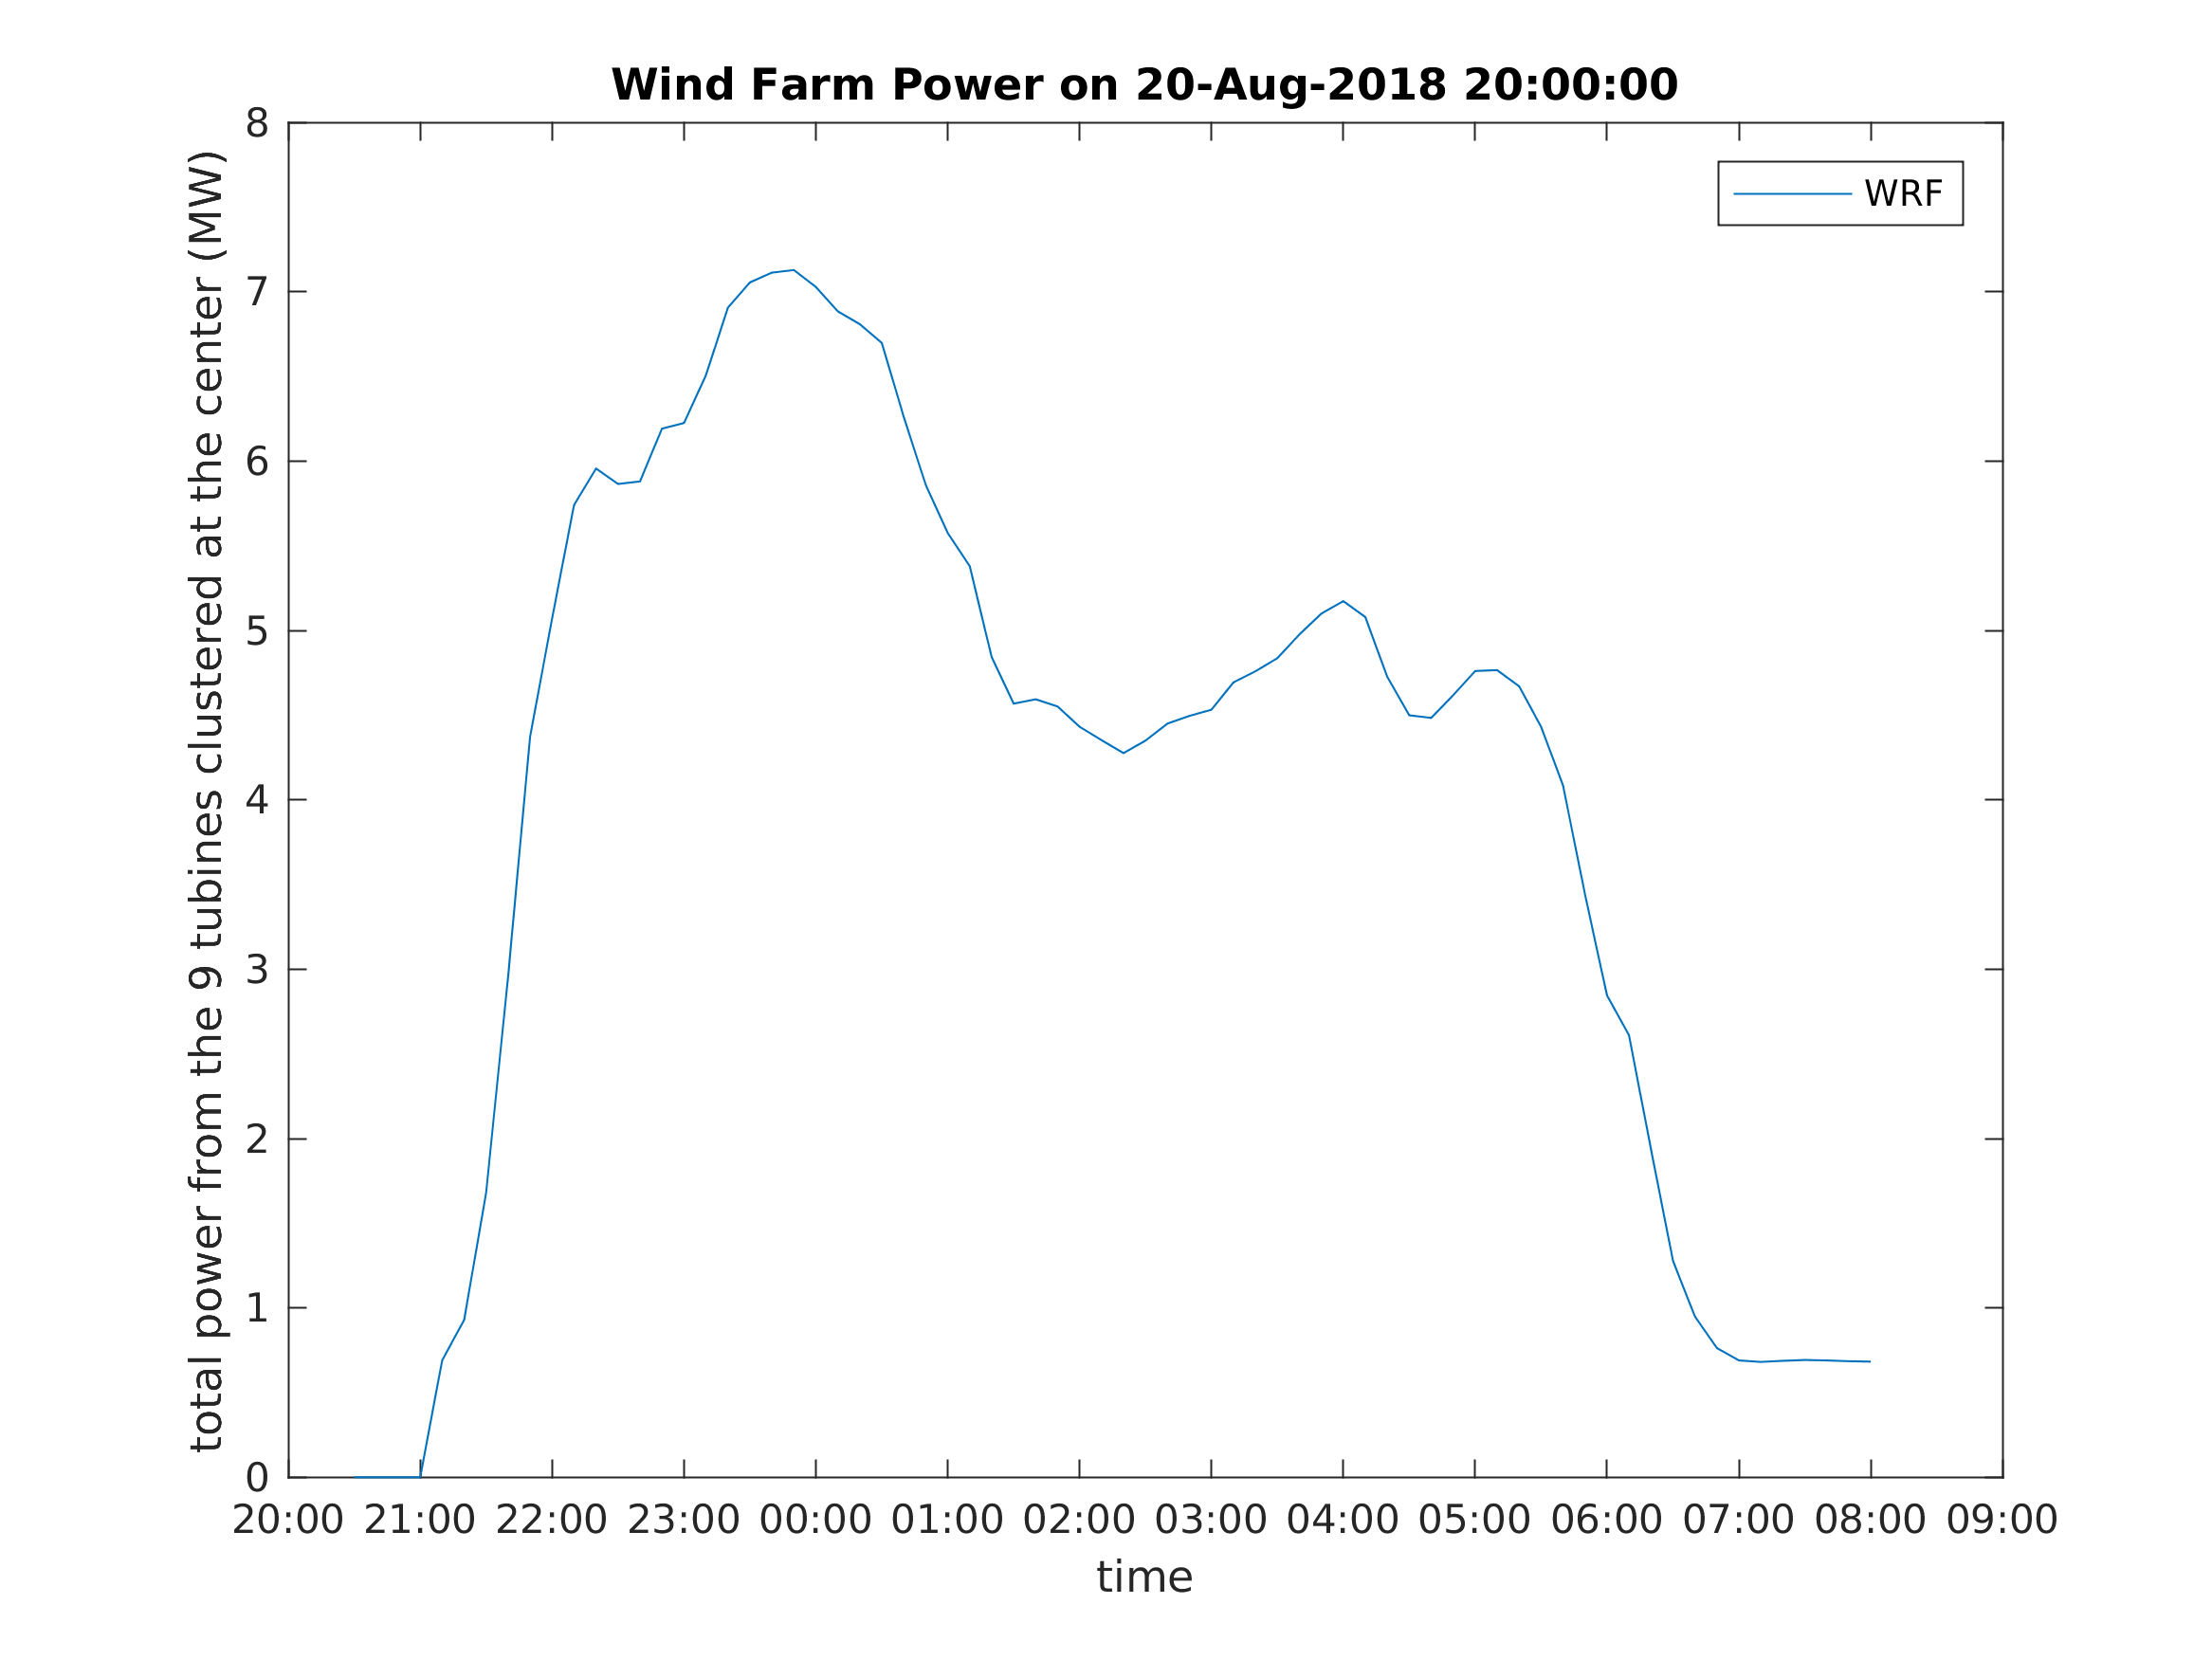 Wind Farm Power on 20-Aug-2018 20:00:00
WRF
total power from the 9 tubines clustered at the center (MW)
8
7
6
5
4
3
2
1
0
20:00 21:00 22:00 23:00 00:00 01:00 02:00 03:00 04:00 05:00 06:00 07:00 08:00 09:00
time